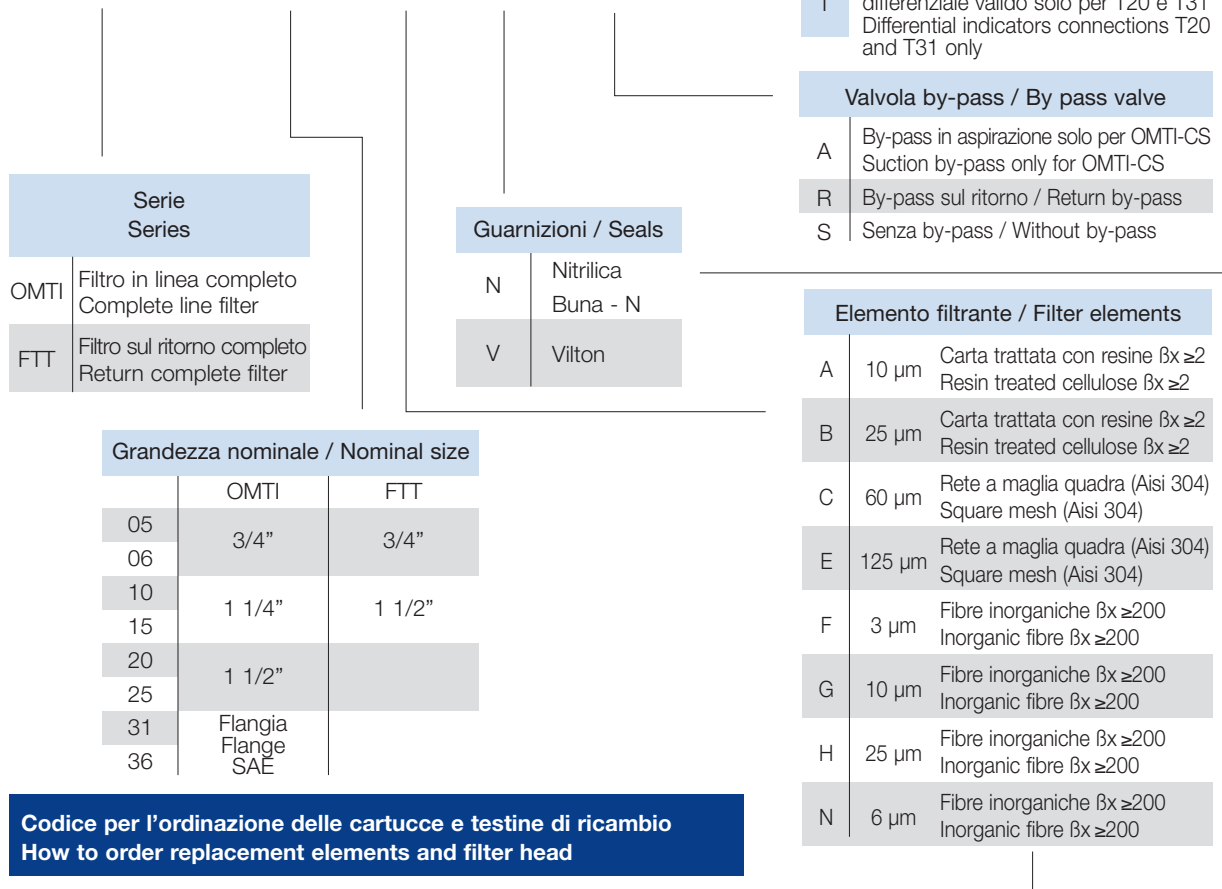 T
differenziale valido solo per T20 e T31
Differential indicators connections T20
and T31 only
Valvola by-pass / By pass valve
A
By-pass in aspirazione solo per OMTI-CS
Suction by-pass only for OMTI-CS
R By-pass sul ritorno / Return by-pass
S Senza by-pass / Without by-pass
Serie
Series
OMTI
Filtro in linea completo
Complete line filter
FTT
Filtro sul ritorno completo
Return complete filter
Guarnizioni / Seals
N
Nitrilica
Buna - N
V Vilton
Elemento filtrante / Filter elements
A 10 µm
Carta trattata con resine ßx ≥2
Resin treated cellulose ßx ≥2
B 25 µm
Carta trattata con resine ßx ≥2
Resin treated cellulose ßx ≥2
C 60 µm
Rete a maglia quadra (Aisi 304)
Square mesh (Aisi 304)
E 125 µm
Rete a maglia quadra (Aisi 304)
Square mesh (Aisi 304)
F 3 µm
Fibre inorganiche ßx ≥200
Inorganic fibre ßx ≥200
G 10 µm
Fibre inorganiche ßx ≥200
Inorganic fibre ßx ≥200
H 25 µm
Fibre inorganiche ßx ≥200
Inorganic fibre ßx ≥200
N 6 µm
Fibre inorganiche ßx ≥200
Inorganic fibre ßx ≥200
Grandezza nominale / Nominal size
OMTI FTT
05
3/4” 3/4”
06
10
1 1/4” 1 1/2”
15
20
1 1/2”
25
31
Flangia
Flange
SAE
36
Codice per l’ordinazione delle cartucce e testine di ricambio
How to order replacement elements and filter head